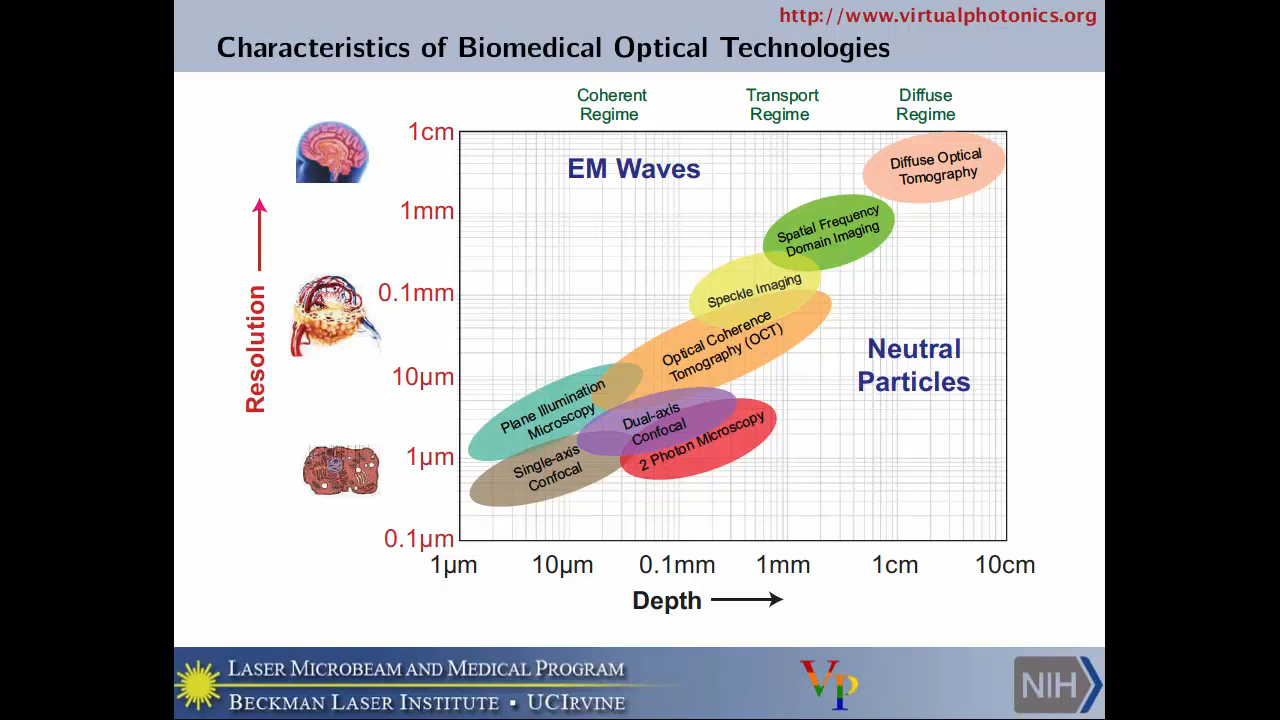 http://www.virtualphotonics.org
Characteristics of Biomedical Optical Technologies
Coherent
Regime
Transport
Regime
Diffuse
Regime
1cm
1mm
0.1mm
10µm
1µm
0.1µm
Resolution
EM Waves
Neutral
Particles
Diffuse Optical
Tomography
Spatial Frequency
Domain Imaging
Speckle Imaging
Optical Coherence
Tomography (OCT)
Plane Illumination
Microscopy
Dual-axis
Confocal
2 Photon Microscopy
Single-axis
Confocal
1µm
10µm
0.1mm
1mm
1cm
10cm
Depth
LASER MICROBEAM AND MEDICAL PROGRAM
BECKMAN LASER INSTITUTE ▪ UCIRVINE
VP
NIH